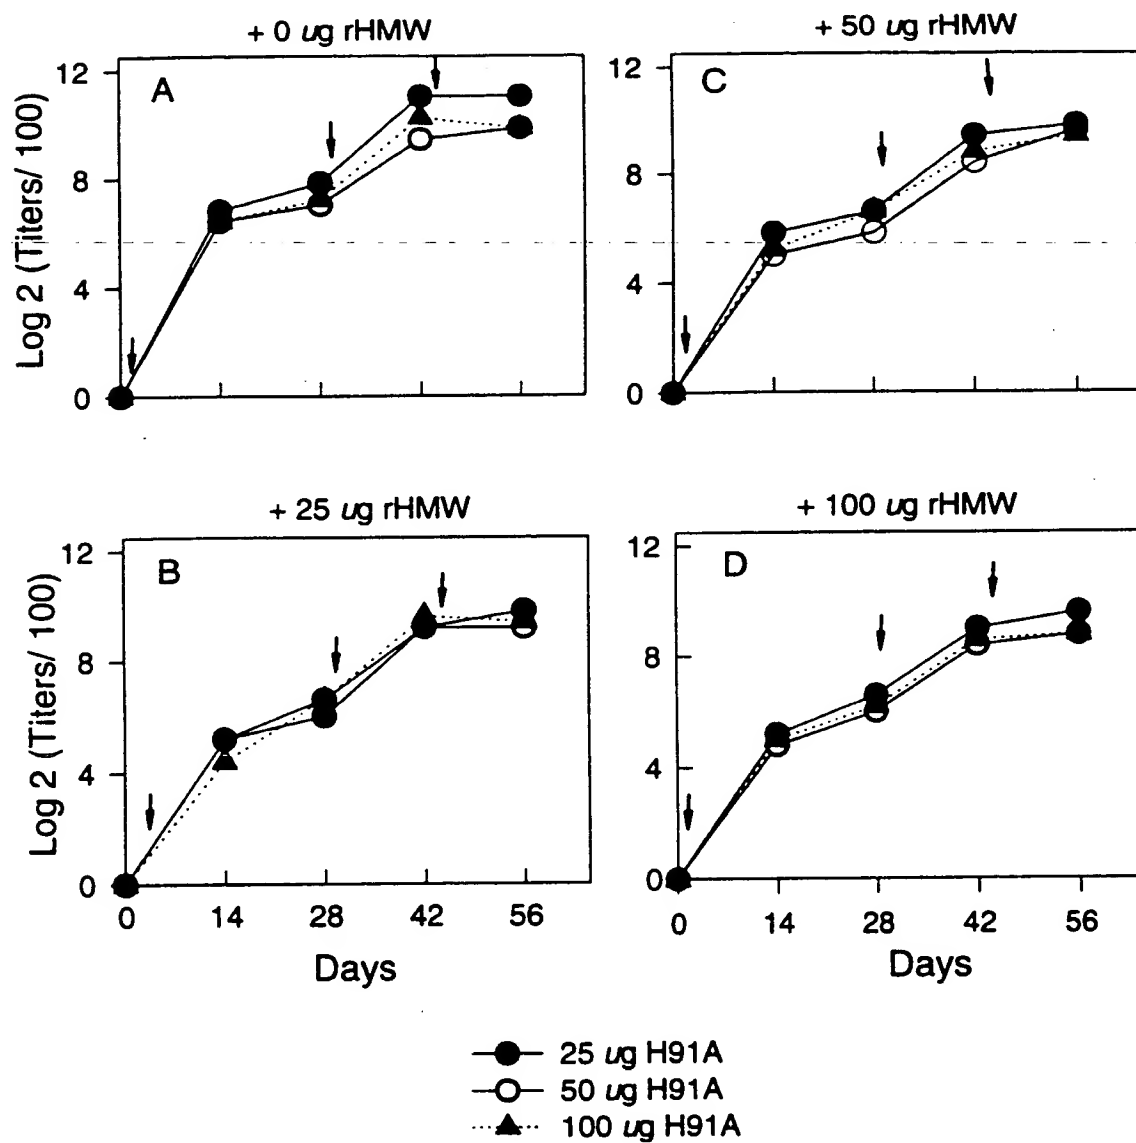 + 0 ug rHMW
A
12
8
4
0
Log 2 (Titers/ 100)
+ 50 ug rHMW
C
12
8
4
0
+ 25 ug rHMW
B
12
8
4
0
Log 2 (Titers/ 100)
0 14 28 42 56
Days
+ 100 ug rHMW
D
12
8
4
0
0 14 28 42 56
Days
25 ug H91A
50 ug H91A
100 ug H91A